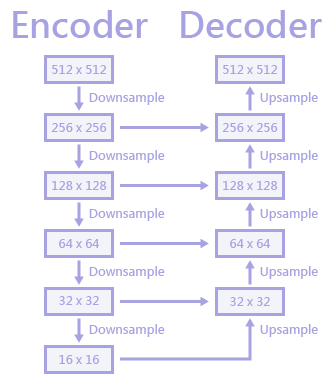 Encoder Decoder
512 x 512 512 x 512
Downsample Upsample
256 x 256 256 x 256
Downsample Upsample
128 x 128 128 x 128
Downsample Upsample
64 x 64 64 x 64
Downsample Upsample
32 x 32 32 x 32
Downsample Upsample
16 x 16